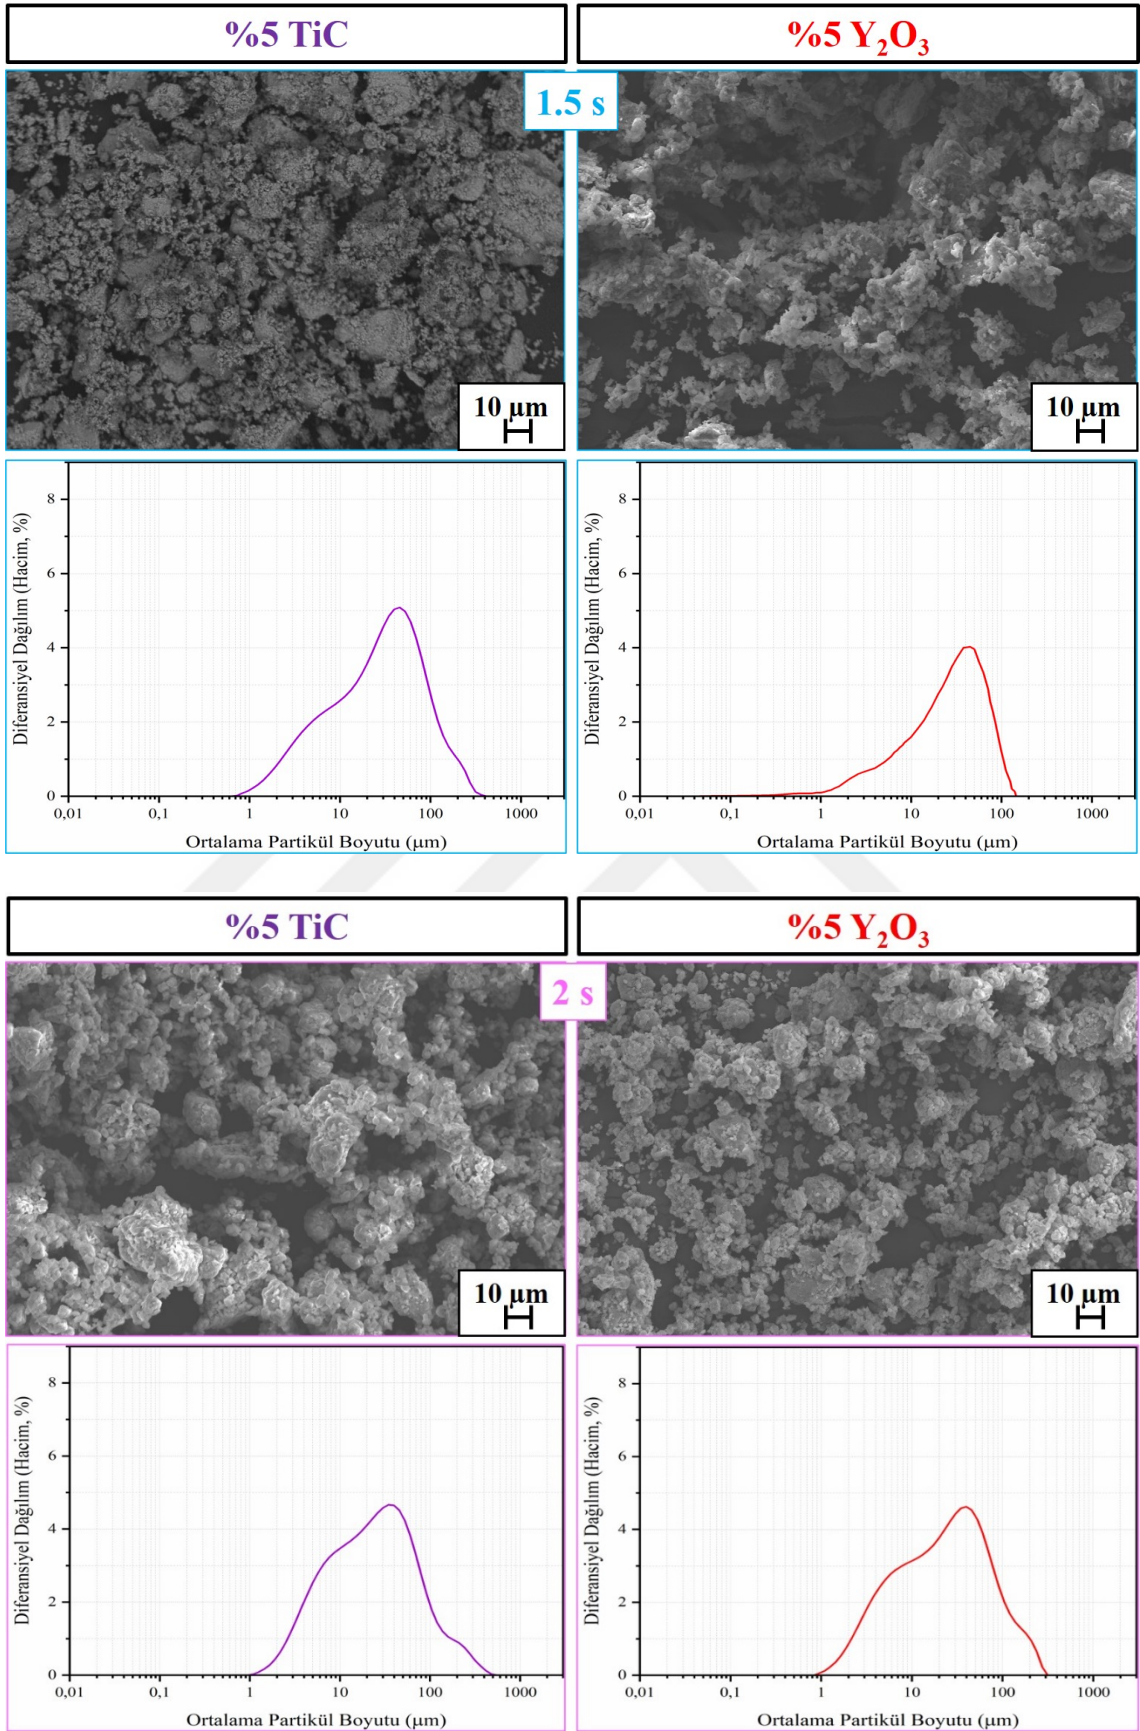 %5 TiC
%5 Y₂O₃
1.5 s
10 µm
10 µm
Diferansiyel Dağılım (Hacim, %)
8
6
4
2
0
0,01 0,1 1 10 100 1000
Ortalama Partikül Boyutu (µm)
Diferansiyel Dağılım (Hacim, %)
8
6
4
2
0
0,01 0,1 1 10 100 1000
Ortalama Partikül Boyutu (µm)
%5 TiC
%5 Y₂O₃
2 s
10 µm
10 µm
Diferansiyel Dağılım (Hacim, %)
8
6
4
2
0
0,01 0,1 1 10 100 1000
Ortalama Partikül Boyutu (µm)
Diferansiyel Dağılım (Hacim, %)
8
6
4
2
0
0,01 0,1 1 10 100 1000
Ortalama Partikül Boyutu (µm)